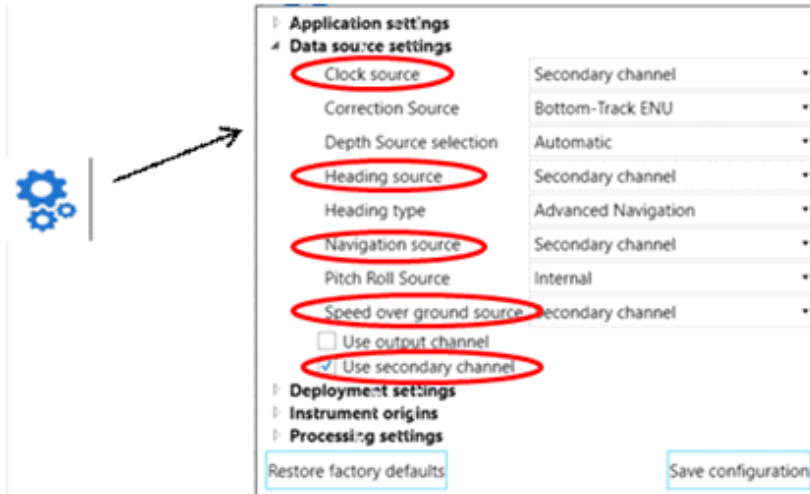 Application settings
Data source settings
Clock source Secondary channel
Correction Source Bottom-Track ENU
Depth Source selection Automatic
Heading source Secondary channel
Heading type Advanced Navigation
Navigation source Secondary channel
Pitch Roll Source Internal
Speed over ground source Secondary channel
Use output channel
Use secondary channel
Deployment settings
Instrument origins
Processing settings
Restore factory defaults Save configuration